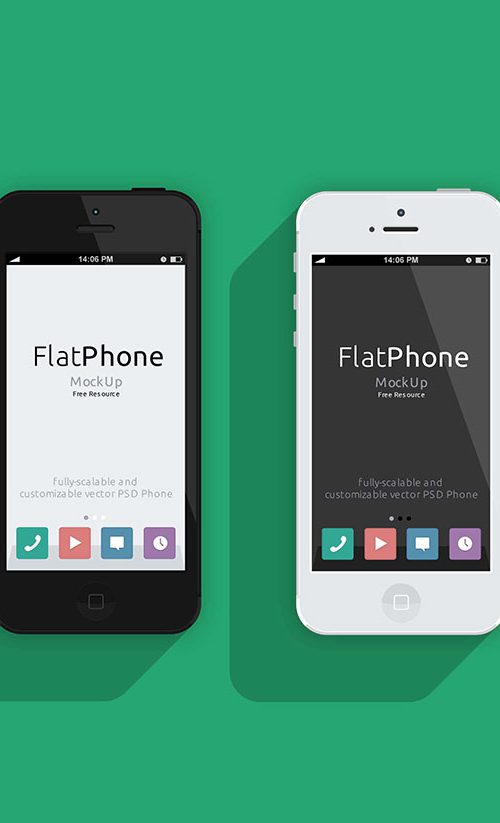 14:06 PM
FlatPhone
MockUp
Free Resource
fully-scalable and
customizable vector PSD Phone
14:06 PM
FlatPhone
MockUp
Free Resource
fully-scalable and
customizable vector PSD Phone